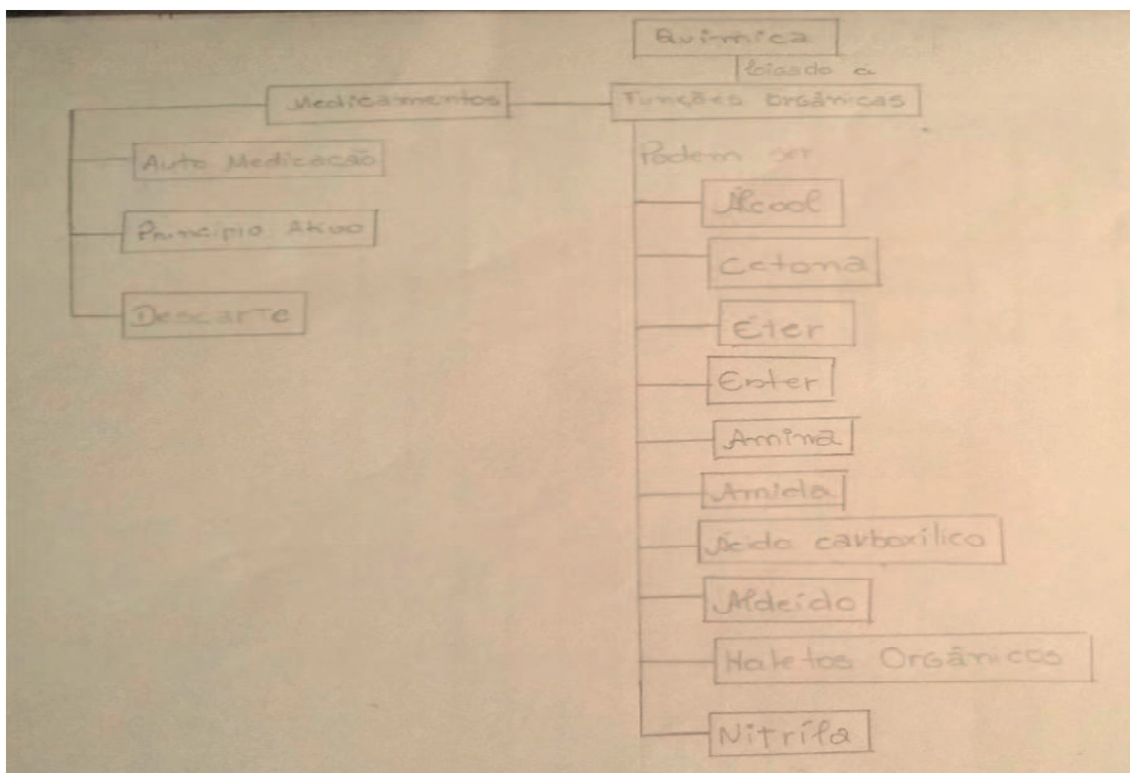 Química
ligado a
Medicamentos
Funções Orgânicas
Auto Medicação
Princípio Ativo
Descarte
Podem ser
Álcool
Cetona
Éter
Ester
Amina
Amida
Ácido carboxílico
Aldeído
Haletos Orgânicos
Nitrila